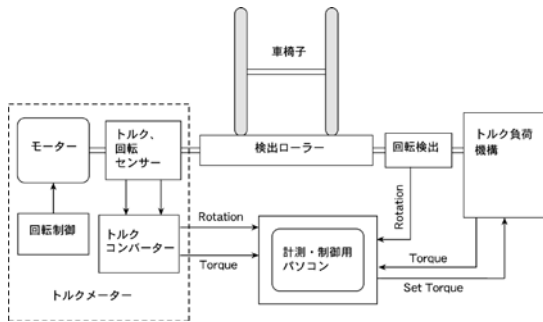 車椅子
モーター
トルク、
回転
センサー
検出ローラー
回転検出
トルク負荷
機構
回転制御
トルク
コンバーター
Rotation
Torque
計測・制御用
パソコン
Rotation
Torque
Set Torque
トルクメーター